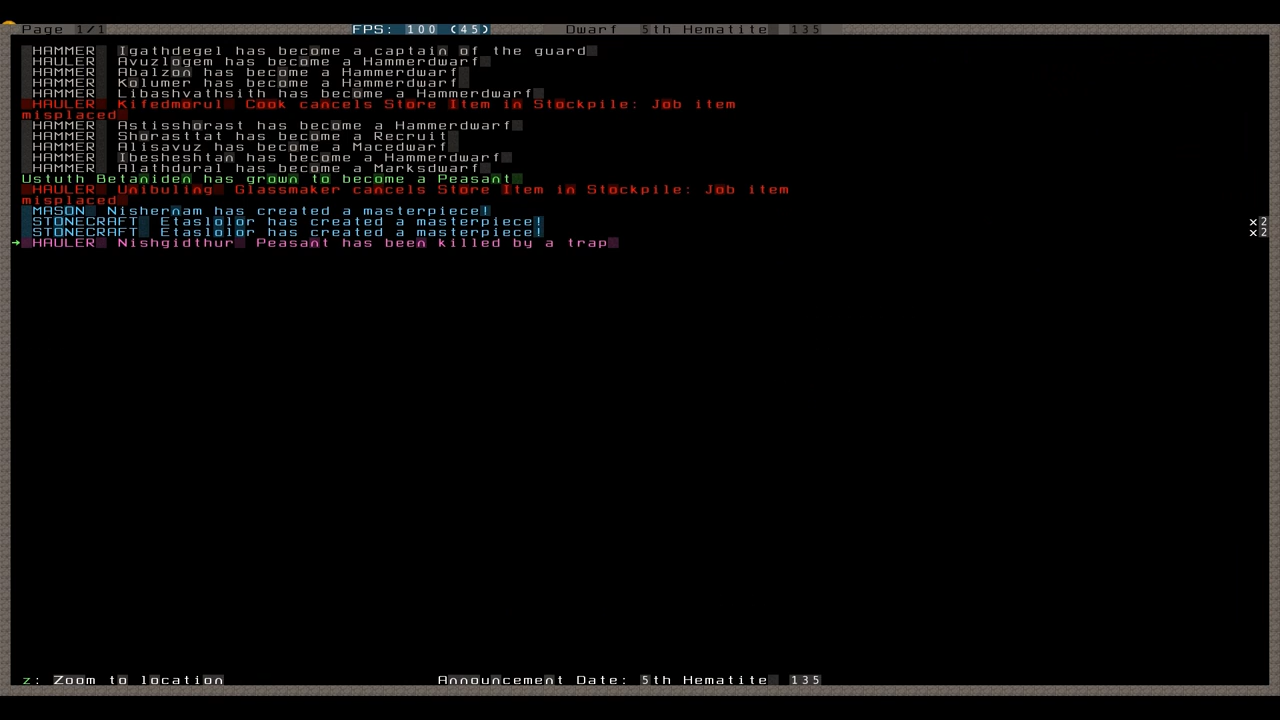 Page 1/1 FPS: 100 (45) Dwarf 5th Hematite 135
HAMMER Igathdegel has become a captain of the guard
HAULER Avuzlogem has become a Hammerdwarf
HAMMER Abalzon has become a Hammerdwarf
HAMMER Kolumer has become a Hammerdwarf
HAMMER Libashvathsith has become a Hammerdwarf
HAULER Kifedmorul Cook cancels Store Item in Stockpile: Job item
misplaced
HAMMER Astisshorast has become a Hammerdwarf
HAMMER Shorasttat has become a Recruit
HAMMER Alisavuz has become a Macedwarf
HAMMER Ibesheshtan has become a Hammerdwarf
HAMMER Alathdural has become a Marksdwarf
Ustuth Betaniden has grown to become a Peasant
HAULER Unibuling Glassmaker cancels Store Item in Stockpile: Job item
misplaced
MASON Nishernam has created a masterpiece!
STONECRAFT Etaslolor has created a masterpiece! x2
STONECRAFT Etaslolor has created a masterpiece! x2
HAULER Nishgidthur Peasant has been killed by a trap
z: Zoom to location Announcement Date: 5th Hematite 135